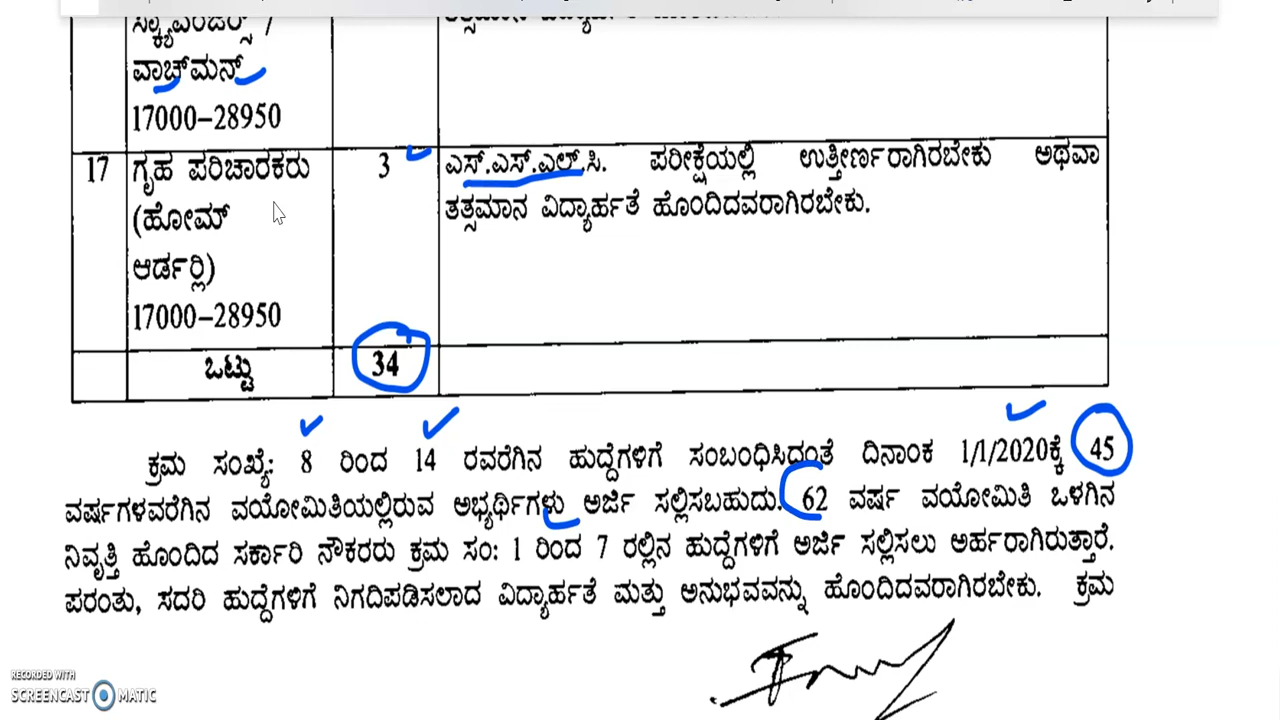 ಸ್ಕ್ಯಾವೆಂಜರ್ಸ್ /
ವಾಚ್‌ಮನ್
17000–28950
17 ಗೃಹ ಪರಿಚಾರಕರು 3 ಎಸ್.ಎಸ್.ಎಲ್.ಸಿ. ಪರೀಕ್ಷೆಯಲ್ಲಿ ಉತ್ತೀರ್ಣರಾಗಿರಬೇಕು ಅಥವಾ
(ಹೋಮ್ ತತ್ಸಮಾನ ವಿದ್ಯಾರ್ಹತೆ ಹೊಂದಿದವರಾಗಿರಬೇಕು.
ಆರ್ಡರ್‍ಲಿ)
17000–28950
ಒಟ್ಟು 34
ಕ್ರಮ ಸಂಖ್ಯೆ: 8 ರಿಂದ 14 ರವರೆಗಿನ ಹುದ್ದೆಗಳಿಗೆ ಸಂಬಂಧಿಸಿದಂತೆ ದಿನಾಂಕ 1/1/2020ಕ್ಕೆ 45
ವರ್ಷಗಳವರೆಗಿನ ವಯೋಮಿತಿಯಲ್ಲಿರುವ ಅಭ್ಯರ್ಥಿಗಳು ಅರ್ಜಿ ಸಲ್ಲಿಸಬಹುದು. 62 ವರ್ಷ ವಯೋಮಿತಿ ಒಳಗಿನ
ನಿವೃತ್ತಿ ಹೊಂದಿದ ಸರ್ಕಾರಿ ನೌಕರರು ಕ್ರಮ ಸಂ: 1 ರಿಂದ 7 ರಲ್ಲಿನ ಹುದ್ದೆಗಳಿಗೆ ಅರ್ಜಿ ಸಲ್ಲಿಸಲು ಅರ್ಹರಾಗಿರುತ್ತಾರೆ.
ಪರಂತು, ಸದರಿ ಹುದ್ದೆಗಳಿಗೆ ನಿಗದಿಪಡಿಸಲಾದ ವಿದ್ಯಾರ್ಹತೆ ಮತ್ತು ಅನುಭವವನ್ನು ಹೊಂದಿದವರಾಗಿರಬೇಕು. ಕ್ರಮ
RECORDED WITH
SCREENCAST MATIC